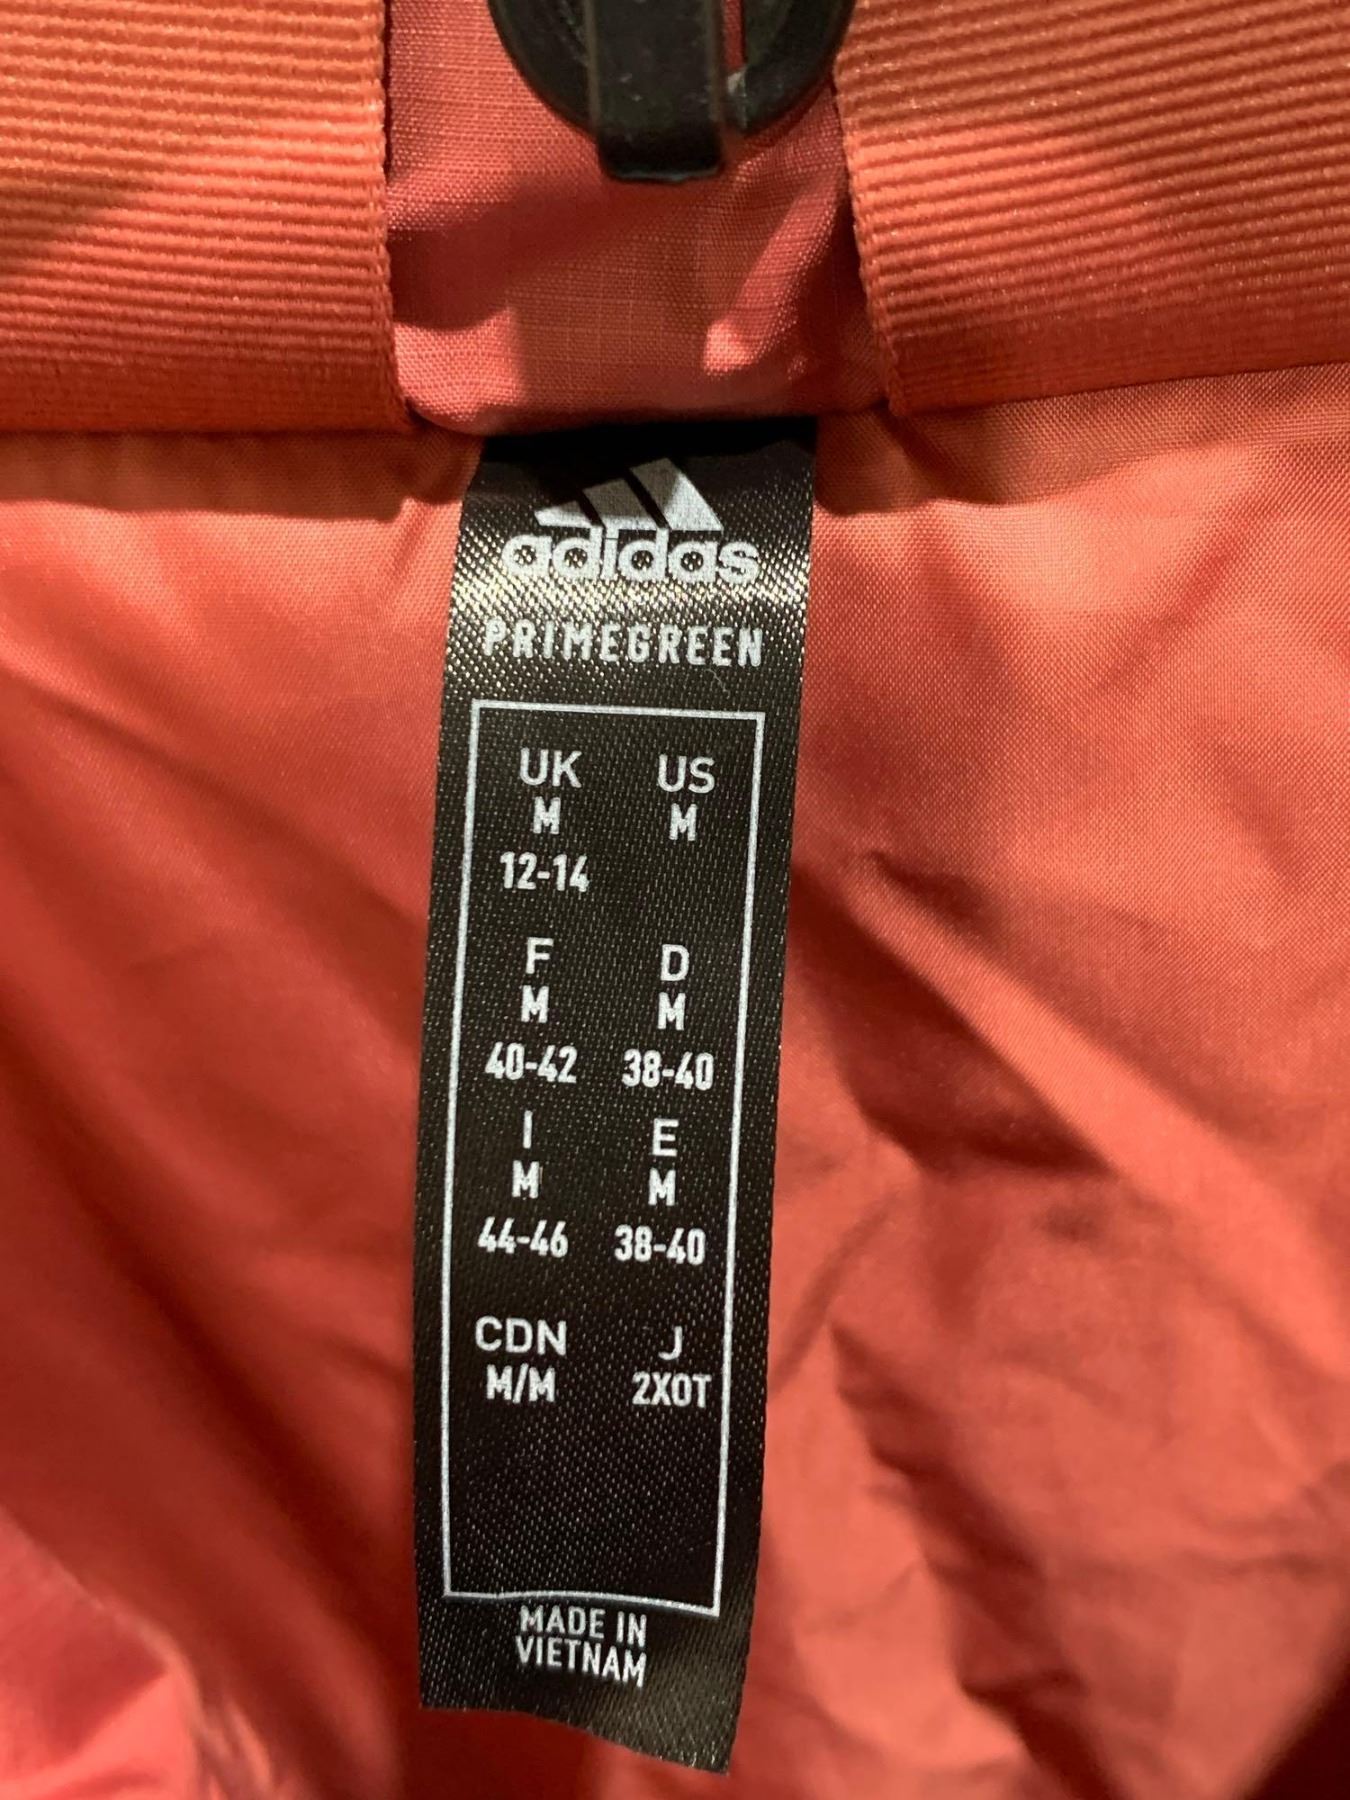 adidas
PRIMEGREEN
UK US
M M
12-14
F D
M M
40-42 38-40
I E
M M
44-46 38-40
CDN J
M/M 2XOT
MADE IN
VIETNAM